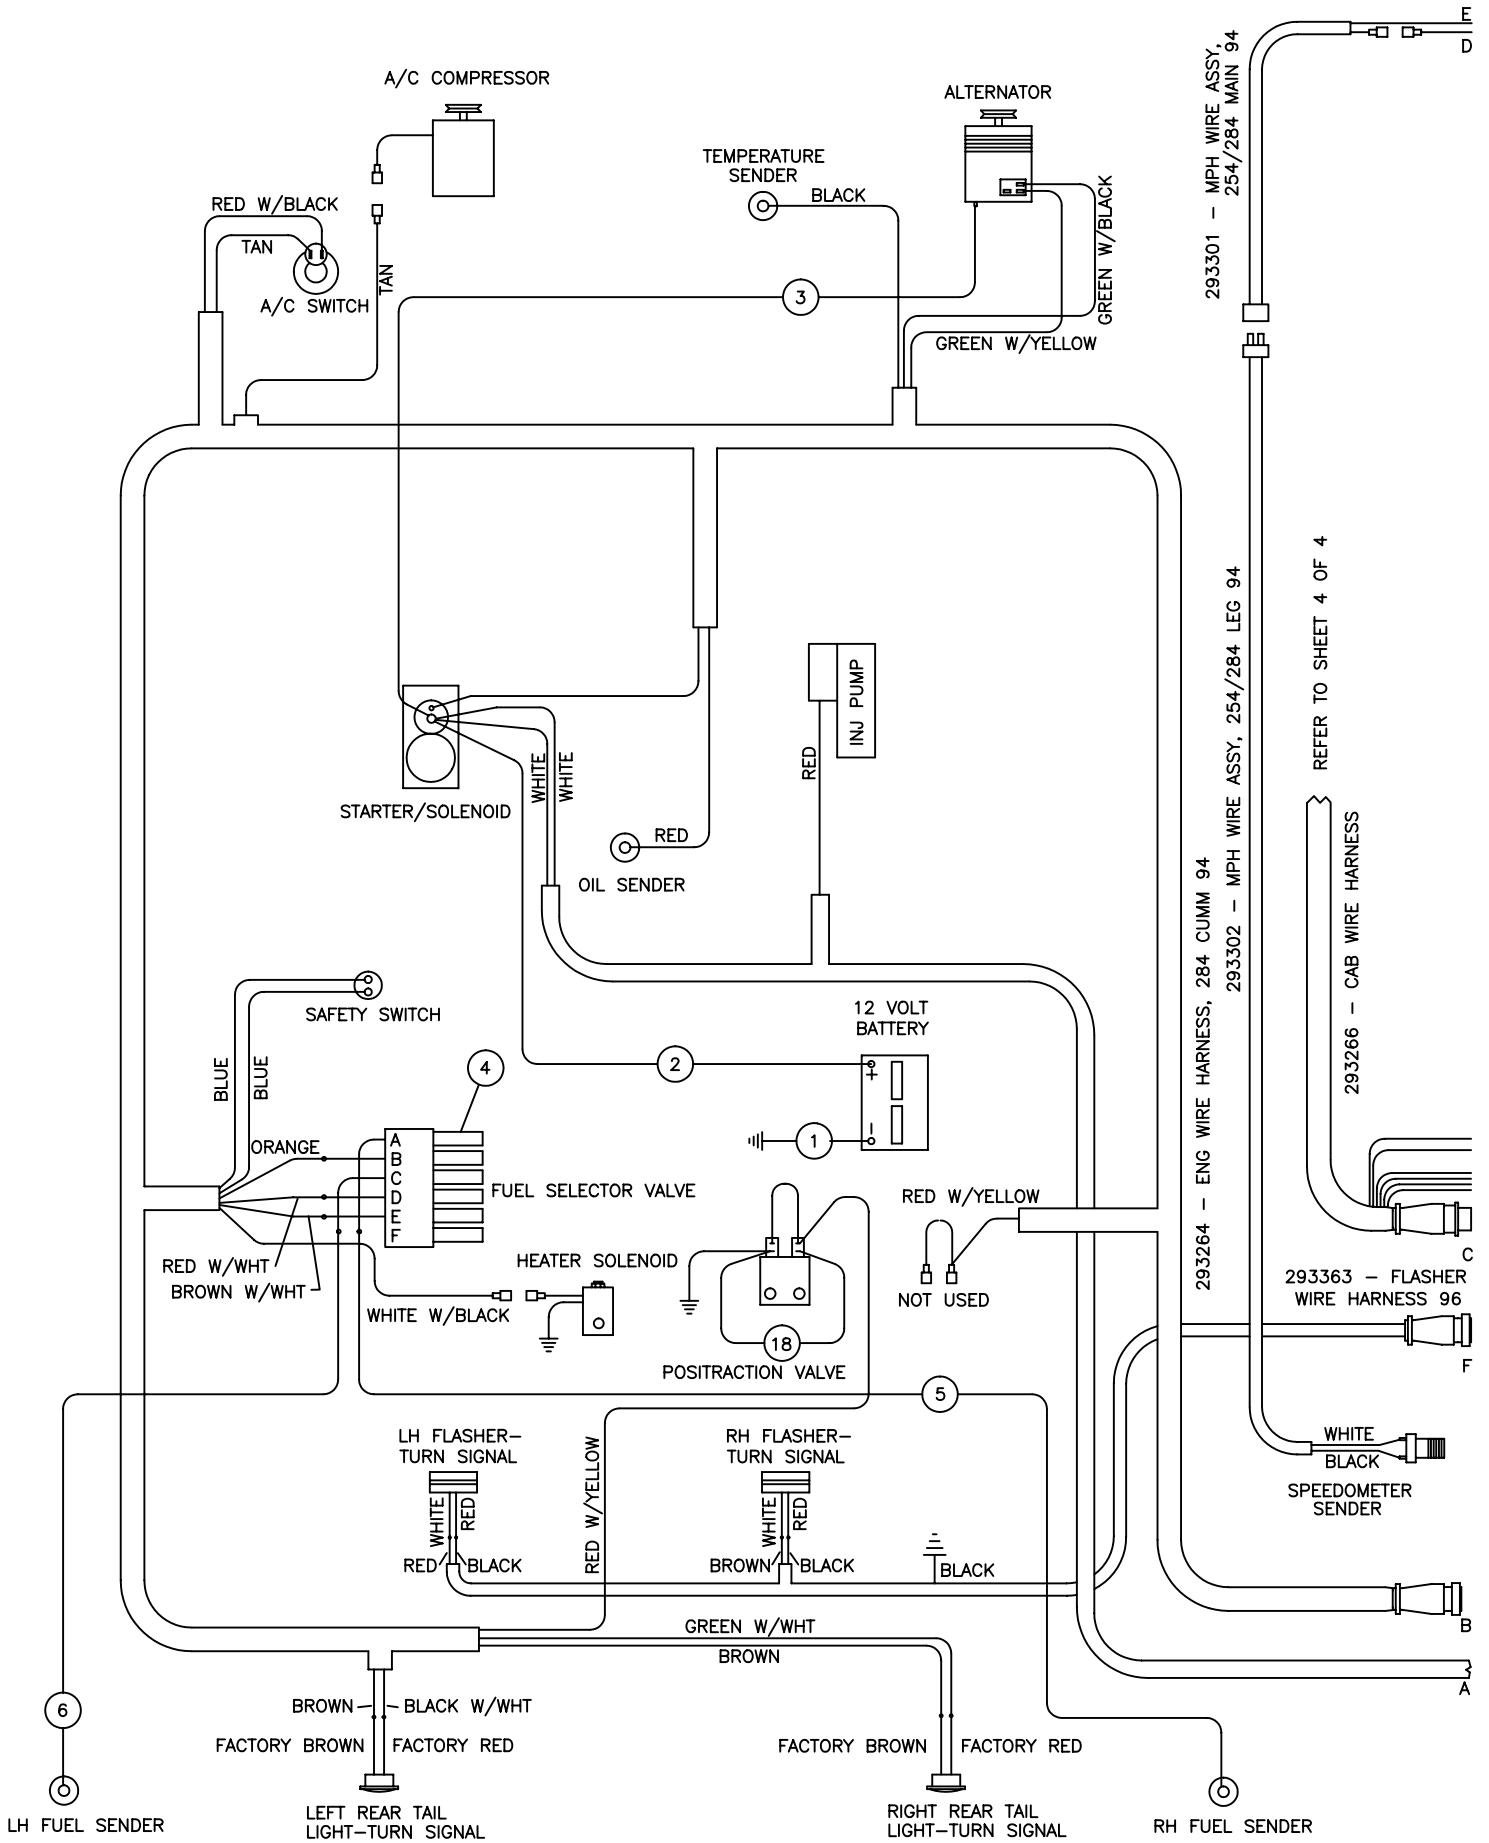 E
D
A/C COMPRESSOR
ALTERNATOR
293301 - MPH WIRE ASSY,
254/284 MAIN 94
TEMPERATURE
SENDER
BLACK
RED W/BLACK
TAN
A/C SWITCH
TAN
3
GREEN W/BLACK
GREEN W/YELLOW
REFER TO SHEET 4 OF 4
293302 - MPH WIRE ASSY, 254/284 LEG 94
INJ PUMP
RED
WHITE
WHITE
STARTER/SOLENOID
RED
OIL SENDER
293266 - CAB WIRE HARNESS
293264 - ENG WIRE HARNESS, 284 CUMM 94
SAFETY SWITCH
12 VOLT
BATTERY
BLUE
BLUE
4
2
+
-
1
ORANGE
A
B
C
D
E
F
FUEL SELECTOR VALVE
RED W/YELLOW
RED W/WHT
BROWN W/WHT
HEATER SOLENOID
WHITE W/BLACK
NOT USED
C
293363 - FLASHER
WIRE HARNESS 96
18
POSITRACTION VALVE
F
5
LH FLASHER-
TURN SIGNAL
RH FLASHER-
TURN SIGNAL
WHITE
BLACK
SPEEDOMETER
SENDER
WHITE
RED
RED W/YELLOW
WHITE
RED
RED
BLACK
BROWN
BLACK
BLACK
GREEN W/WHT
BROWN
B
A
6
BROWN
BLACK W/WHT
FACTORY BROWN
FACTORY RED
FACTORY BROWN
FACTORY RED
LH FUEL SENDER
LEFT REAR TAIL
LIGHT-TURN SIGNAL
RIGHT REAR TAIL
LIGHT-TURN SIGNAL
RH FUEL SENDER